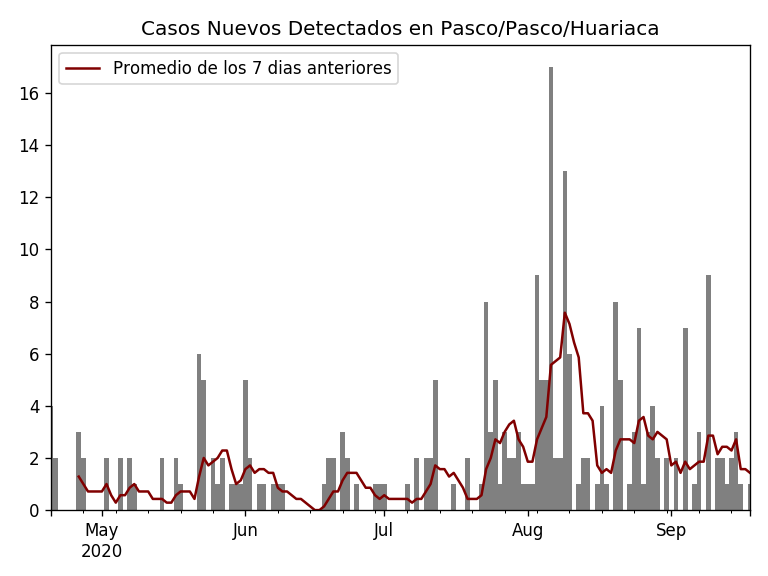 Casos Nuevos Detectados en Pasco/Pasco/Huariaca
Promedio de los 7 dias anteriores
16
14
12
10
8
6
4
2
0
May
2020
Jun
Jul
Aug
Sep